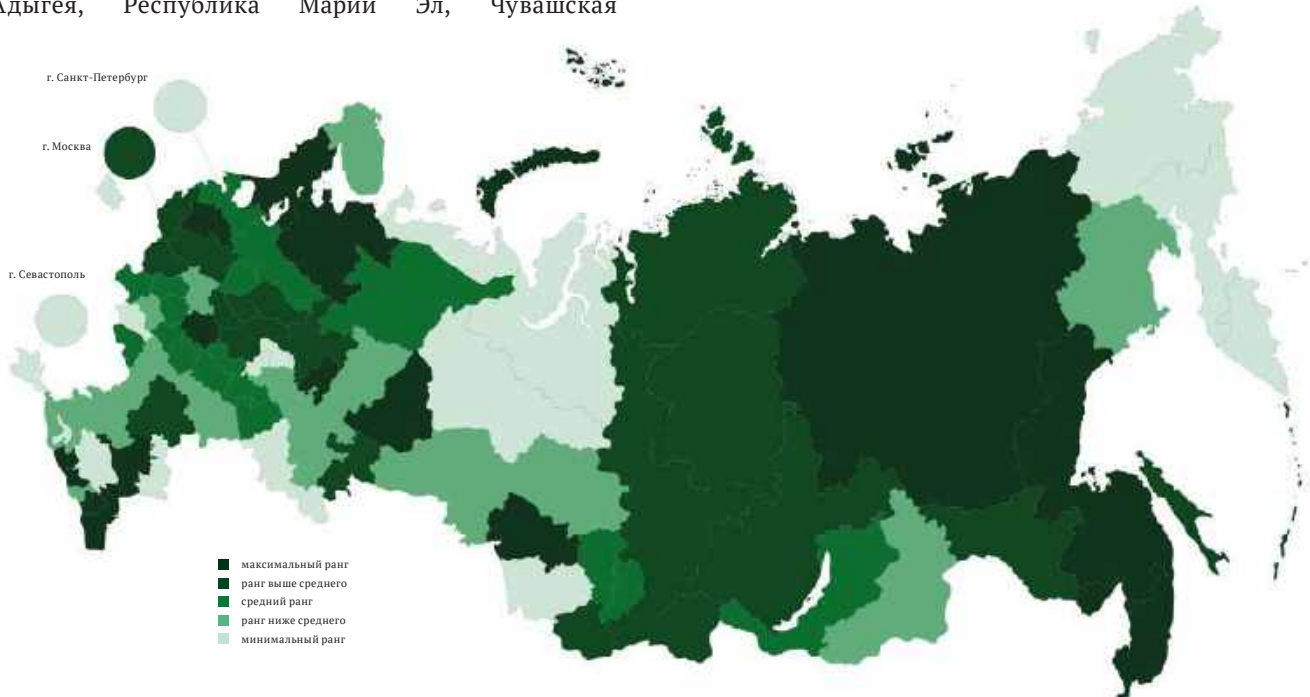 Адыгея, Республика Марий Эл, Чувашская
г. Санкт-Петербург
г. Москва
г. Севастополь
максимальный ранг
ранг выше среднего
средний ранг
ранг ниже среднего
минимальный ранг